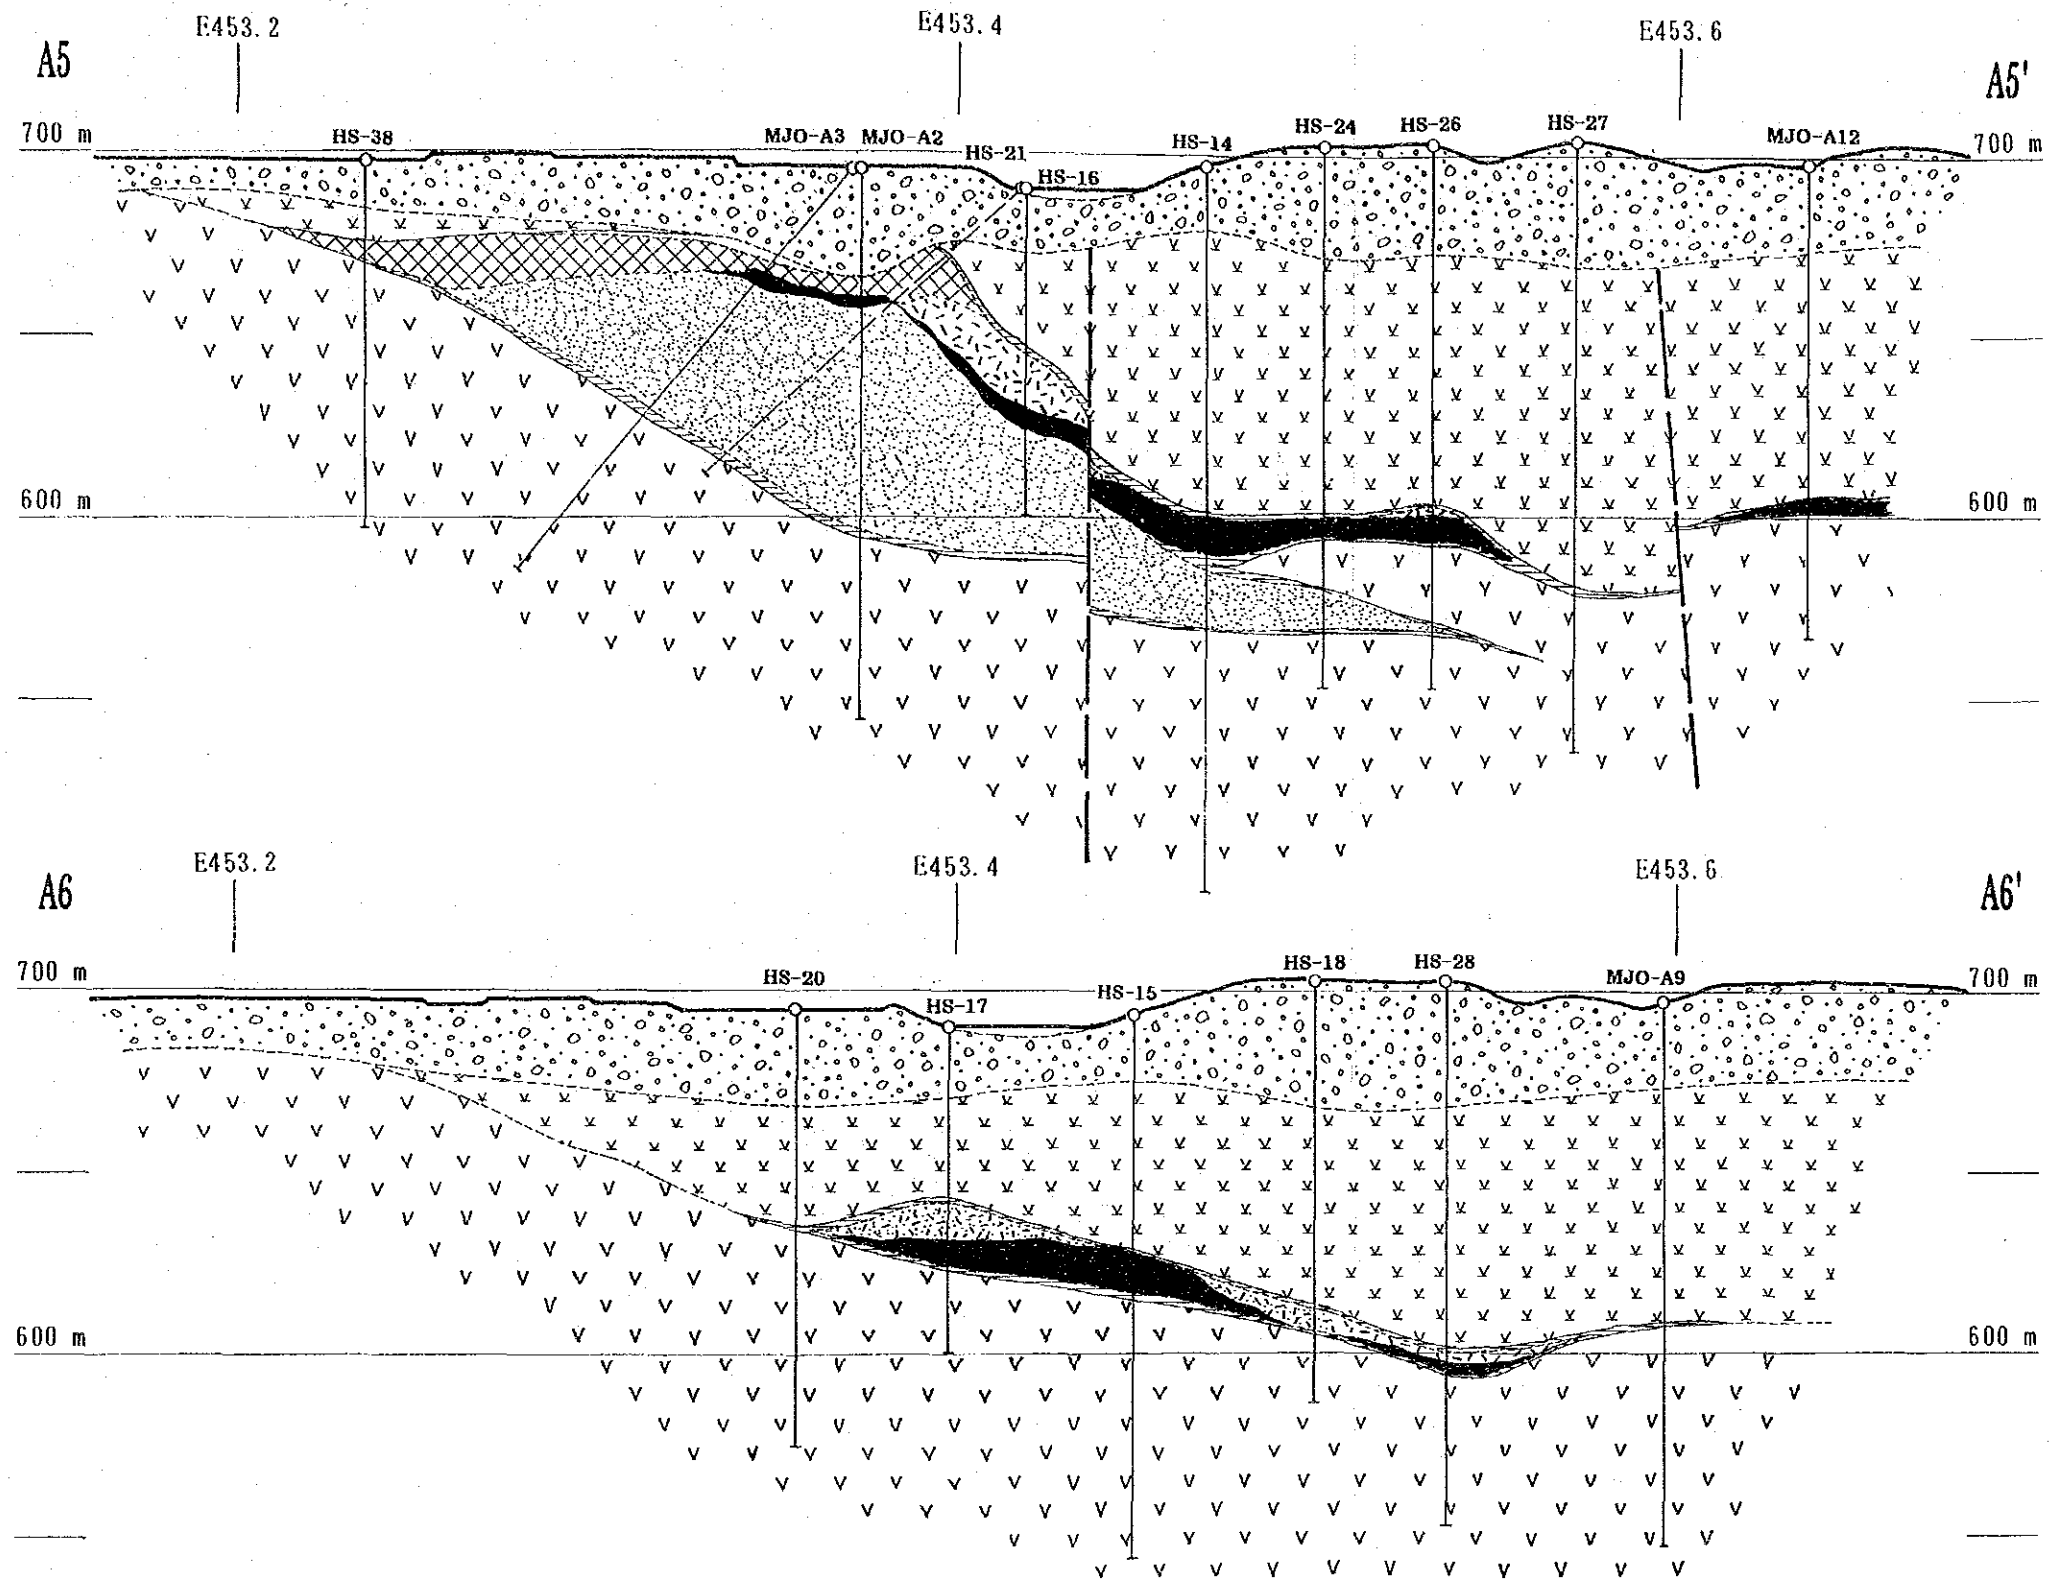 E453.2 E453.4 E453.6
A5 A5'
700 m HS-38 MJO-A3 MJO-A2 HS-21 HS-16 HS-14 HS-24 HS-26 HS-27 MJO-A12 700 m
600 m 600 m
E453.2 E453.4 E453.6
A6 A6'
700 m HS-20 HS-17 HS-15 HS-18 HS-28 MJO-A9 700 m
600 m 600 m